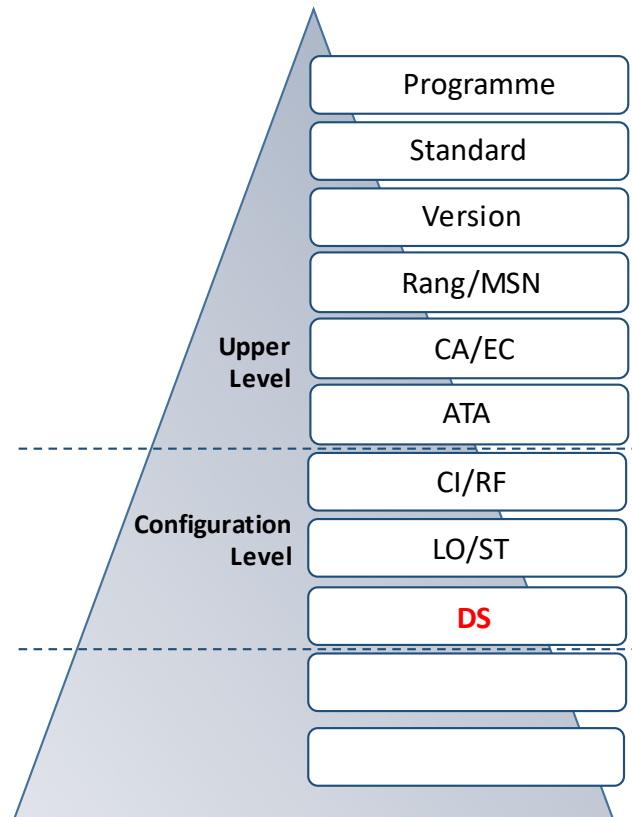 Programme
Standard
Version
Rang/MSN
Upper
Level
CA/EC
ATA
CI/RF
Configuration
Level
LO/ST
DS